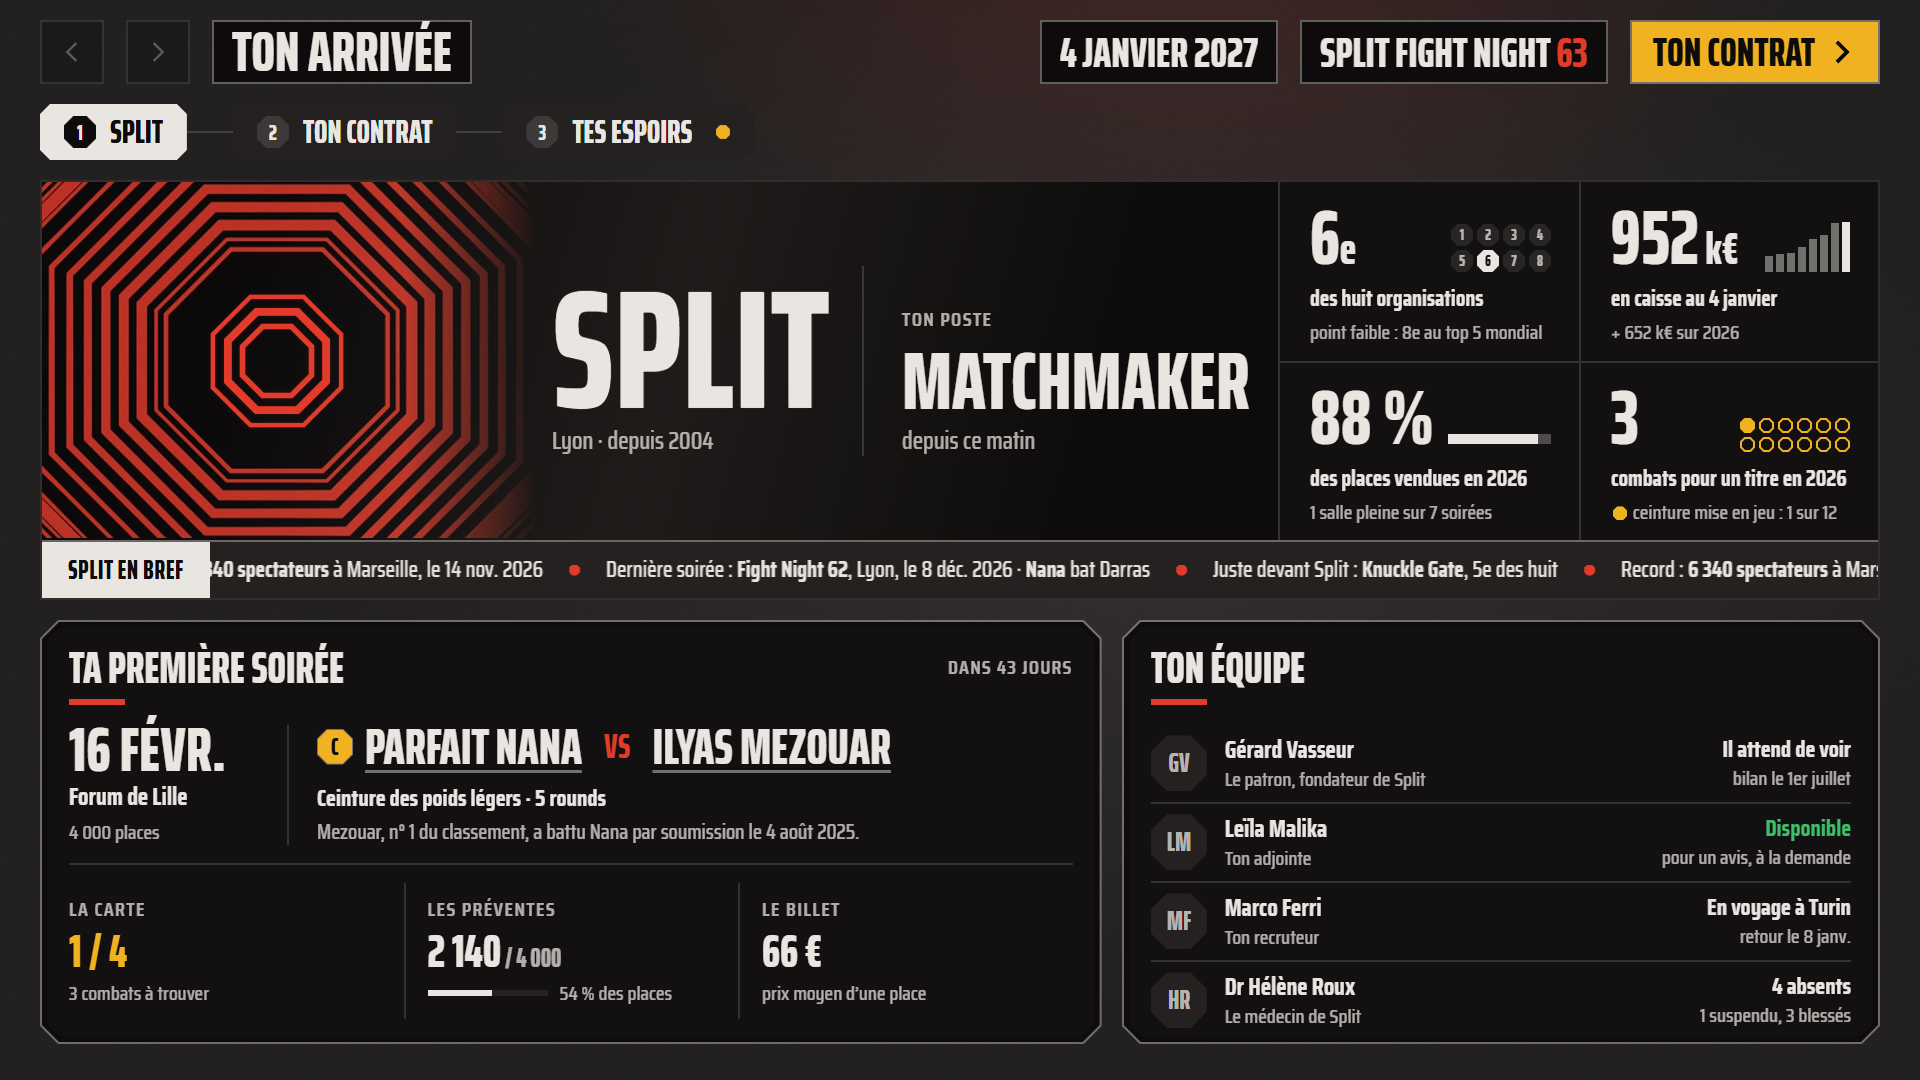 TON ARRIVÉE
4 JANVIER 2027
SPLIT FIGHT NIGHT 63
TON CONTRAT
1 SPLIT
2 TON CONTRAT
3 TES ESPOIRS
SPLIT
Lyon · depuis 2004
TON POSTE
MATCHMAKER
depuis ce matin
6e
1 2 3 4
5 6 7 8
des huit organisations
point faible : 8e au top 5 mondial
952 k€
en caisse au 4 janvier
+ 652 k€ sur 2026
88 %
des places vendues en 2026
1 salle pleine sur 7 soirées
3
combats pour un titre en 2026
ceinture mise en jeu : 1 sur 12
SPLIT EN BREF
340 spectateurs à Marseille, le 14 nov. 2026 • Dernière soirée : Fight Night 62, Lyon, le 8 déc. 2026 · Nana bat Darras • Juste devant Split : Knuckle Gate, 5e des huit • Record : 6 340 spectateurs à Mars
TA PREMIÈRE SOIRÉE
DANS 43 JOURS
16 FÉVR.
Forum de Lille
4 000 places
C PARFAIT NANA VS ILYAS MEZOUAR
Ceinture des poids légers · 5 rounds
Mezouar, n° 1 du classement, a battu Nana par soumission le 4 août 2025.
LA CARTE
1 / 4
3 combats à trouver
LES PRÉVENTES
2 140 / 4 000
54 % des places
LE BILLET
66 €
prix moyen d’une place
TON ÉQUIPE
GV
Gérard Vasseur
Le patron, fondateur de Split
Il attend de voir
bilan le 1er juillet
LM
Leïla Malika
Ton adjointe
Disponible
pour un avis, à la demande
MF
Marco Ferri
Ton recruteur
En voyage à Turin
retour le 8 janv.
HR
Dr Hélène Roux
Le médecin de Split
4 absents
1 suspendu, 3 blessés